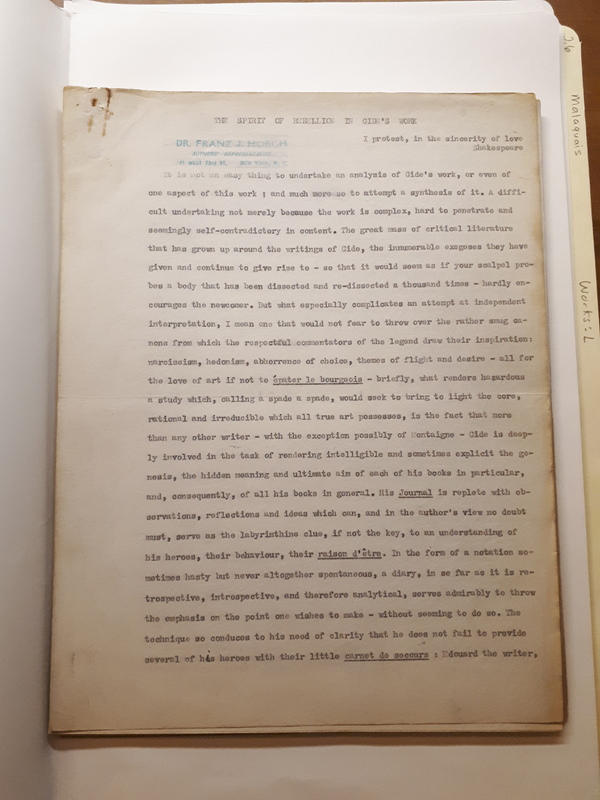 THE SPIRIT OF REBELLION IN GIDE'S WORK
I protest, in the sincerity of love
Shakespeare
DR. FRANZ J. HORCH
AUTHORS' REPRESENTATIVE
NEW YORK, N. Y.
It is not an easy thing to undertake an analysis of Gide's work, or even of
one aspect of this work ; and much more so to attempt a synthesis of it. A diffi-
cult undertaking not merely because the work is complex, hard to penetrate and
seemingly self-contradictory in content. The great mass of critical literature
that has grown up around the writings of Gide, the innumerable exegeses they have
given and continue to give rise to - so that it would seem as if your scalpel pro-
bes a body that has been dissected and re-dissected a thousand times - hardly en-
courages the newcomer. But what especially complicates an attempt at independent
interpretation, I mean one that would not fear to throw over the rather smug ca-
nons from which the respectful commentators of the legend draw their inspiration:
narcissism, hedonism, abherrence of choice, themes of flight and desire - all for
the love of art if not to épater le bourgeois - briefly, what renders hazardous
a study which, calling a spade a spade, would seek to bring to light the core,
rational and irreducible which all true art possesses, is the fact that more
than any other writer - with the exception possibly of Montaigne - Gide is deep-
ly involved in the task of rendering intelligible and sometimes explicit the ge-
nesis, the hidden meaning and ultimate aim of each of his books in particular,
and, consequently, of all his books in general. His Journal is replete with ob-
servations, reflections and ideas which can, and in the author's view no doubt
must, serve as the labyrinthine clue, if not the key, to an understanding of
his heroes, their behaviour, their raison d'être. In the form of a notation so-
metimes hasty but never altogether spontaneous, a diary, in so far as it is re-
trospective, introspective, and therefore analytical, serves admirably to throw
the emphasis on the point one wishes to make - without seeming to do so. The
technique so conduces to his need of clarity that he does not fail to provide
several of his heroes with their little carnet de secours : Edouard the writer,
2.6
Malaquais
Works: L